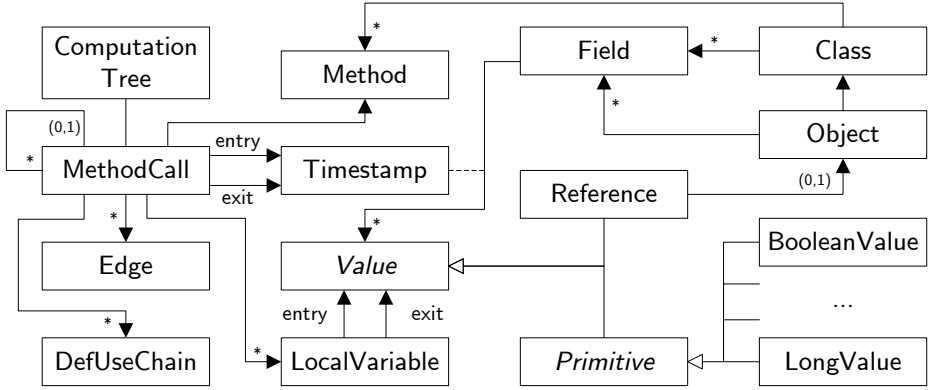 *
Computation
Tree
Method
Field
*
Class
(0,1)
*
MethodCall
entry
exit
Timestamp
*
Object
Reference
(0,1)
*
Edge
*
Value
BooleanValue
...
entry
exit
*
DefUseChain
*
LocalVariable
Primitive
LongValue